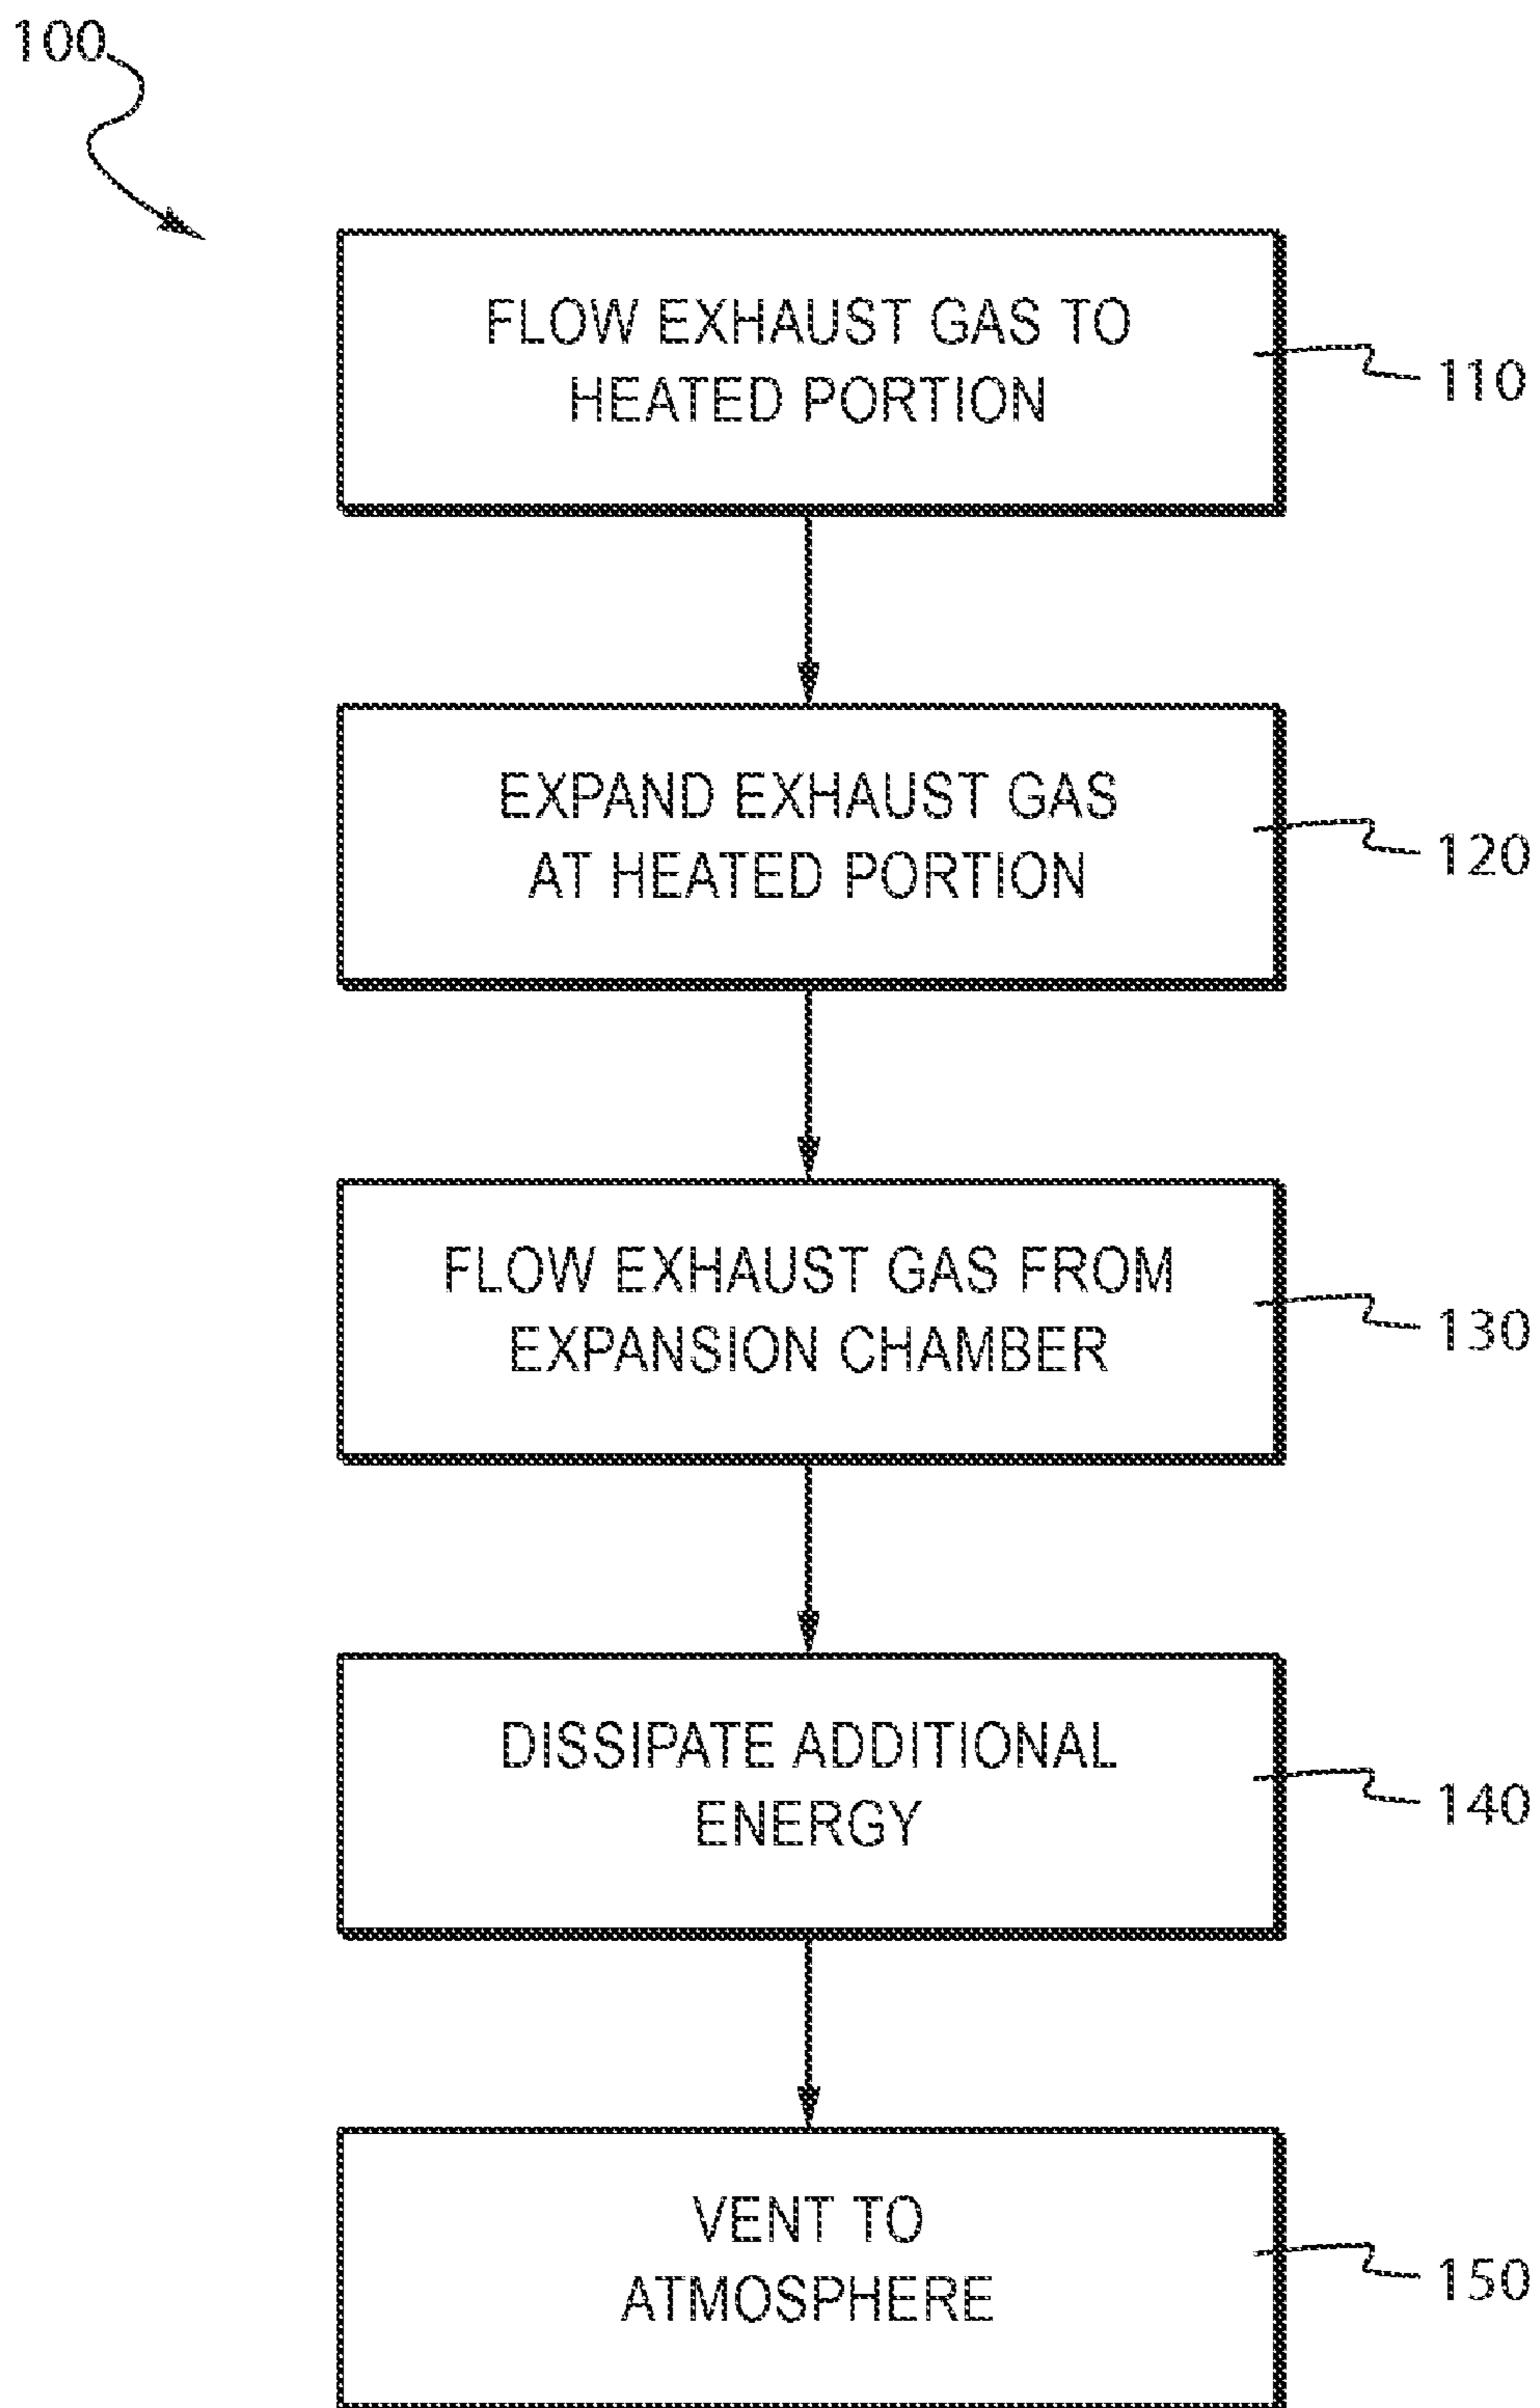 100
FLOW EXHAUST GAS TO
HEATED PORTION
110
EXPAND EXHAUST GAS
AT HEATED PORTION
120
FLOW EXHAUST GAS FROM
EXPANSION CHAMBER
130
DISSIPATE ADDITIONAL
ENERGY
140
VENT TO
ATMOSPHERE
150